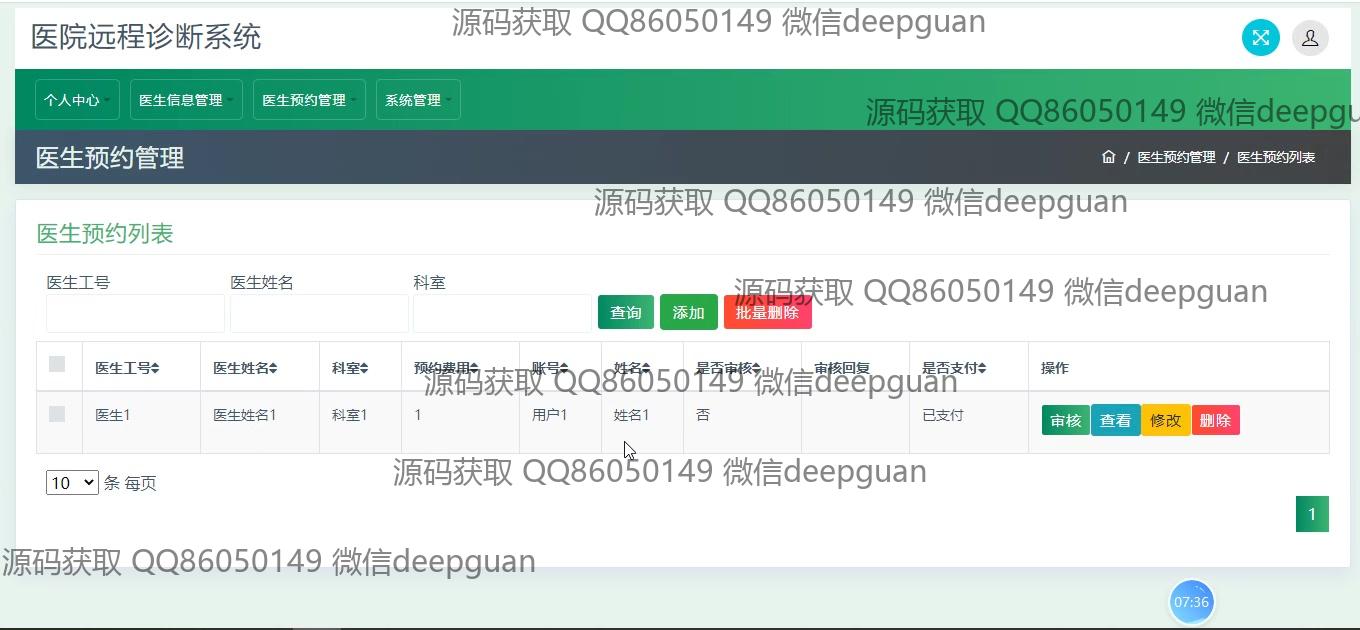 源码获取 QQ86050149 微信deepguan
医院远程诊断系统
个人中心 医生信息管理 医生预约管理 系统管理
源码获取 QQ86050149 微信deepgu
医生预约管理
/ 医生预约管理 / 医生预约列表
源码获取 QQ86050149 微信deepguan
医生预约列表
医生工号 医生姓名 科室
源码获取 QQ86050149 微信deepguan
查询 添加 批量删除
医生工号 医生姓名 科室 预约费用 账号 姓名 是否审核 审核回复 是否支付 操作
源码获取 QQ86050149 微信deepguan
医生1 医生姓名1 科室1 1 用户1 姓名1 否 已支付 审核 查看 修改 删除
源码获取 QQ86050149 微信deepguan
10 条 每页
1
源码获取 QQ86050149 微信deepguan
07:36